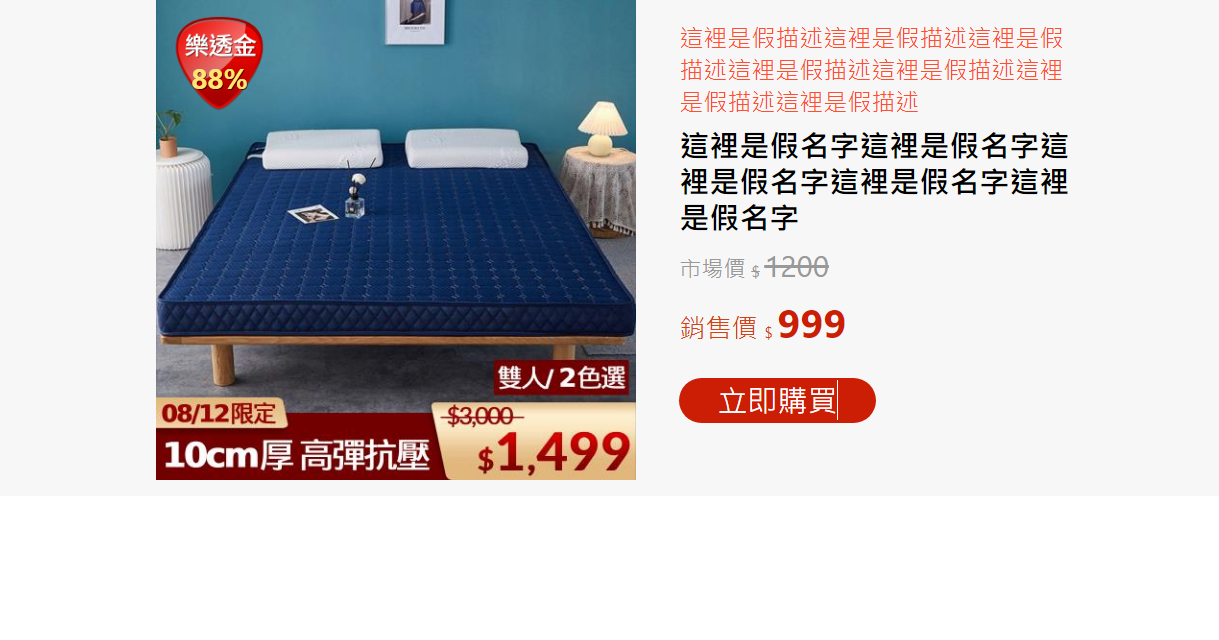 樂透金
88%
雙人/ 2色選
08/12限定
10cm厚 高彈抗壓
$3,000
$1,499
這裡是假描述這裡是假描述這裡是假
描述這裡是假描述這裡是假描述這裡
是假描述這裡是假描述
這裡是假名字這裡是假名字這
裡是假名字這裡是假名字這裡
是假名字
市場價 $ 1200
銷售價 $ 999
立即購買